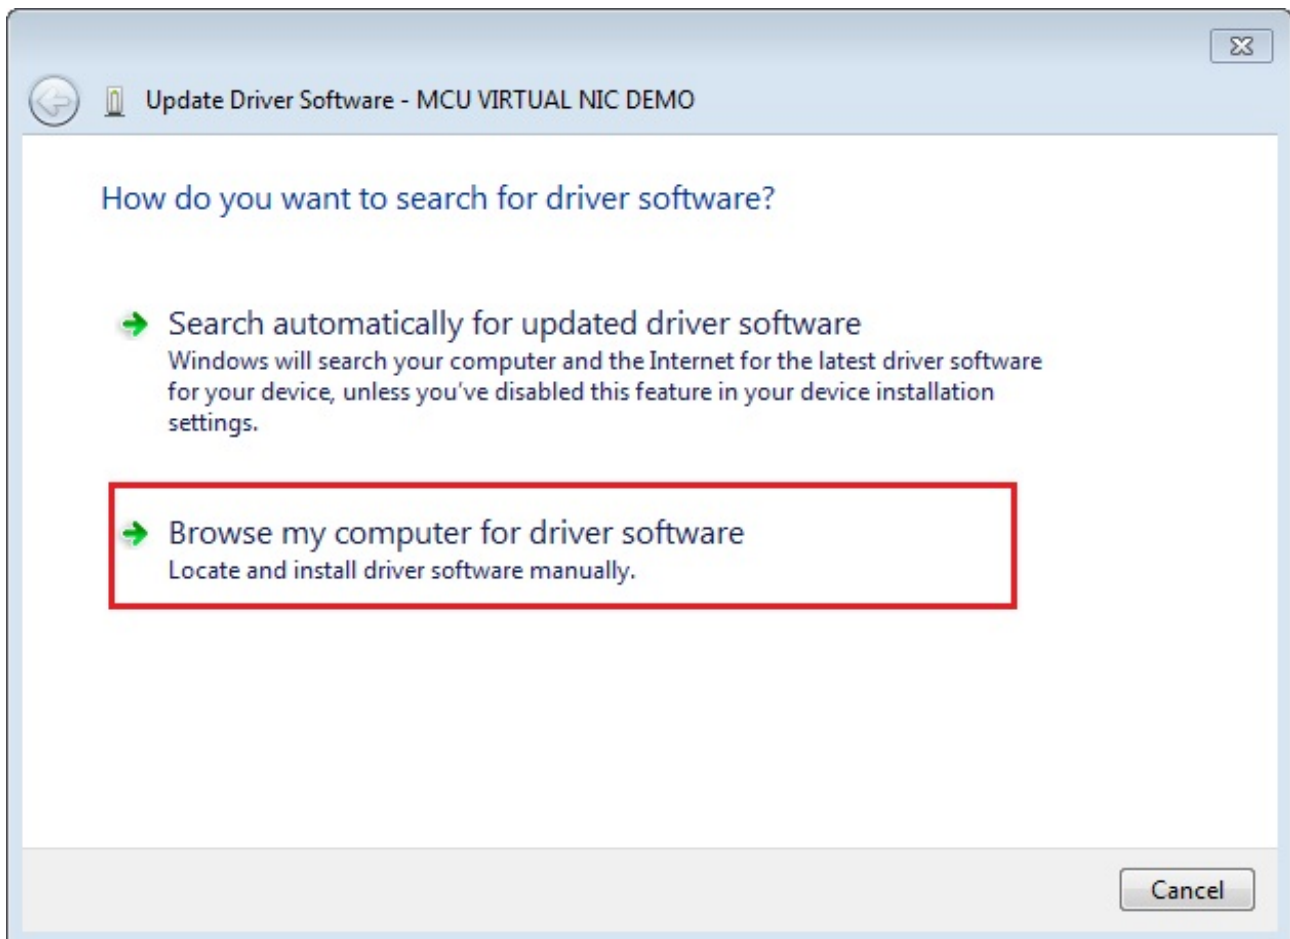 Update Driver Software - MCU VIRTUAL NIC DEMO
How do you want to search for driver software?
Search automatically for updated driver software
Windows will search your computer and the Internet for the latest driver software
for your device, unless you've disabled this feature in your device installation
settings.
Browse my computer for driver software
Locate and install driver software manually.
Cancel